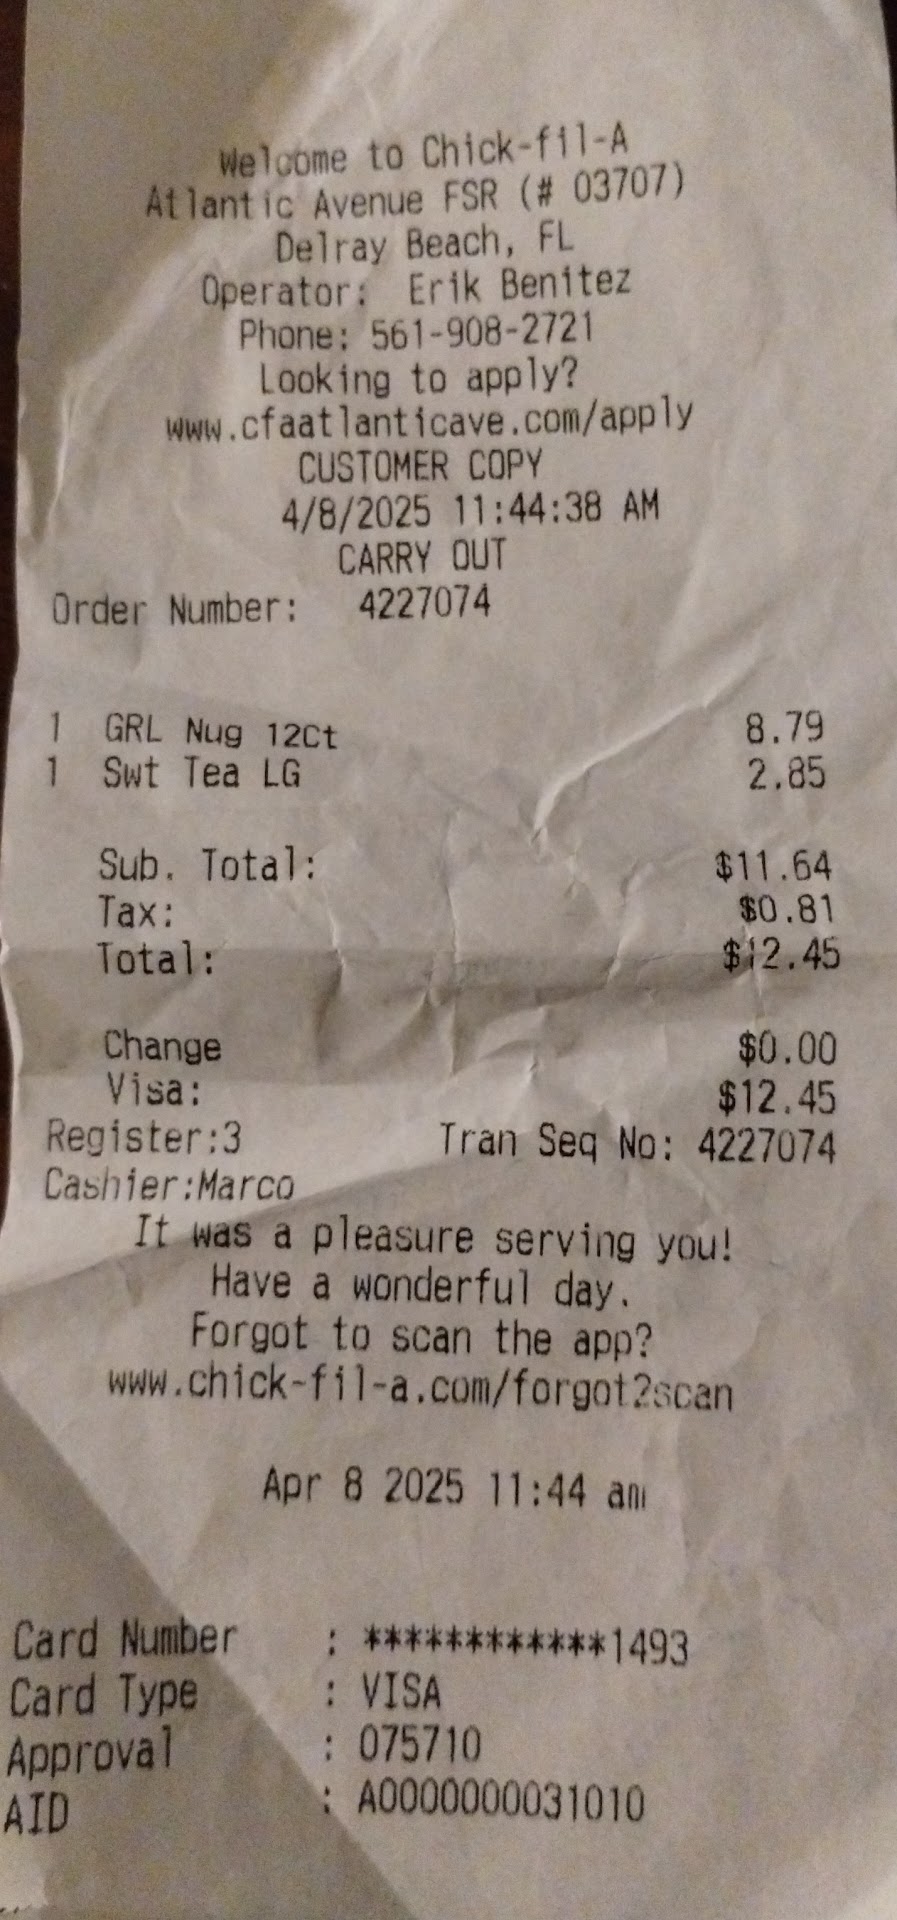 Welcome to Chick-fil-A
Atlantic Avenue FSR (# 03707)
Delray Beach, FL
Operator: Erik Benitez
Phone: 561-908-2721
Looking to apply?
www.cfaatlanticave.com/apply
CUSTOMER COPY
4/8/2025 11:44:38 AM
CARRY OUT
Order Number: 4227074
1 GRL Nug 12Ct 8.79
1 Swt Tea LG 2.85
Sub. Total: $11.64
Tax: $0.81
Total: $12.45
Change $0.00
Visa: $12.45
Register:3 Tran Seq No: 4227074
Cashier:Marco
It was a pleasure serving you!
Have a wonderful day.
Forgot to scan the app?
www.chick-fil-a.com/forgot2scan
Apr 8 2025 11:44 am
Card Number : ************1493
Card Type : VISA
Approval : 075710
AID : A0000000031010